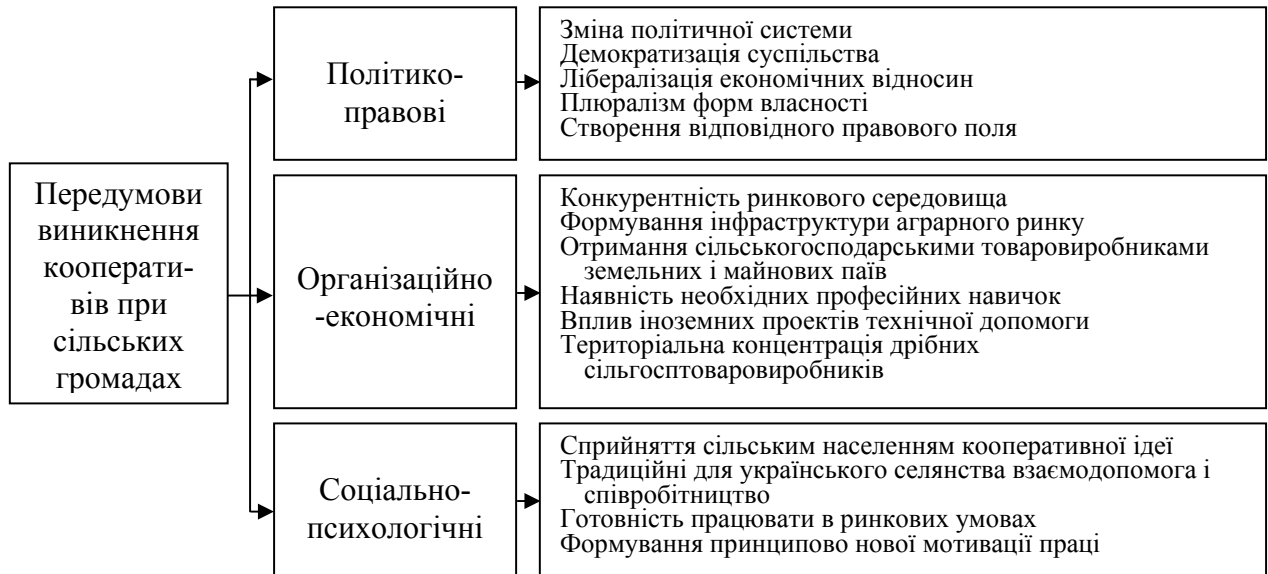 Передумови
виникнення
кооперати-
вів при
сільських
громадах
Політико-
правові
Зміна політичної системи
Демократизація суспільства
Лібералізація економічних відносин
Плюралізм форм власності
Створення відповідного правового поля
Організаційно
-економічні
Конкурентність ринкового середовища
Формування інфраструктури аграрного ринку
Отримання сільськогосподарськими товаровиробниками
земельних і майнових паїв
Наявність необхідних професійних навичок
Вплив іноземних проектів технічної допомоги
Територіальна концентрація дрібних
сільгосптоваровиробників
Соціально-
психологічні
Сприйняття сільським населенням кооперативної ідеї
Традиційні для українського селянства взаємодопомога і
співробітництво
Готовність працювати в ринкових умовах
Формування принципово нової мотивації праці